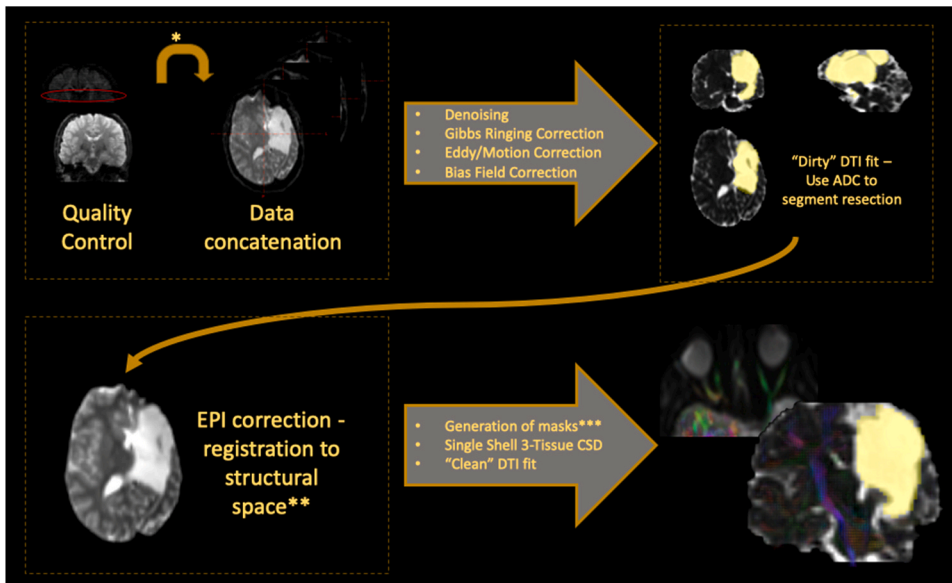 *
Quality
Control
Data
concatenation
• Denoising
• Gibbs Ringing Correction
• Eddy/Motion Correction
• Bias Field Correction
“Dirty” DTI fit –
Use ADC to
segment resection
EPI correction -
registration to
structural
space**
• Generation of masks***
• Single Shell 3-Tissue CSD
• “Clean” DTI fit